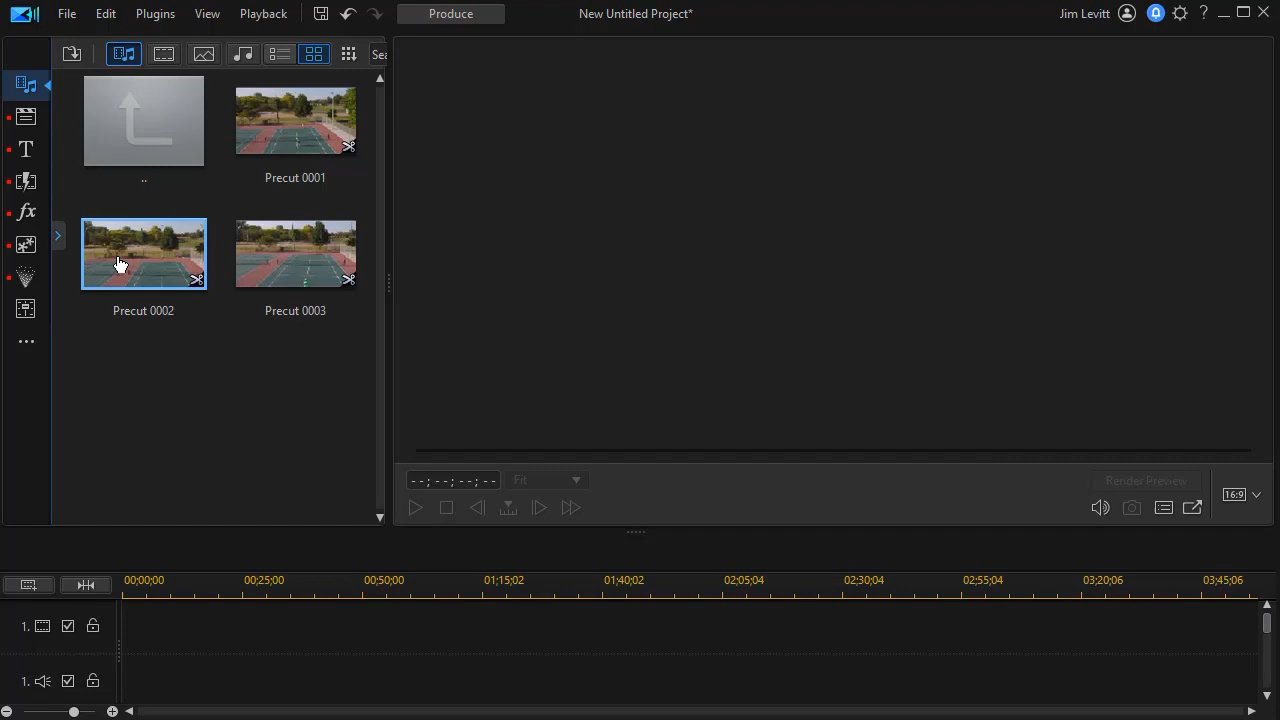 File Edit Plugins View Playback Produce New Untitled Project* Jim Levitt ?
Sea
T
fx
..
Precut 0001
Precut 0002
Precut 0003
--;--;--;-- Fit Render Preview
16:9
00;00;00 00;25;00 00;50;00 01;15;02 01;40;02 02;05;04 02;30;04 02;55;04 03;20;06 03;45;06
1.
1.